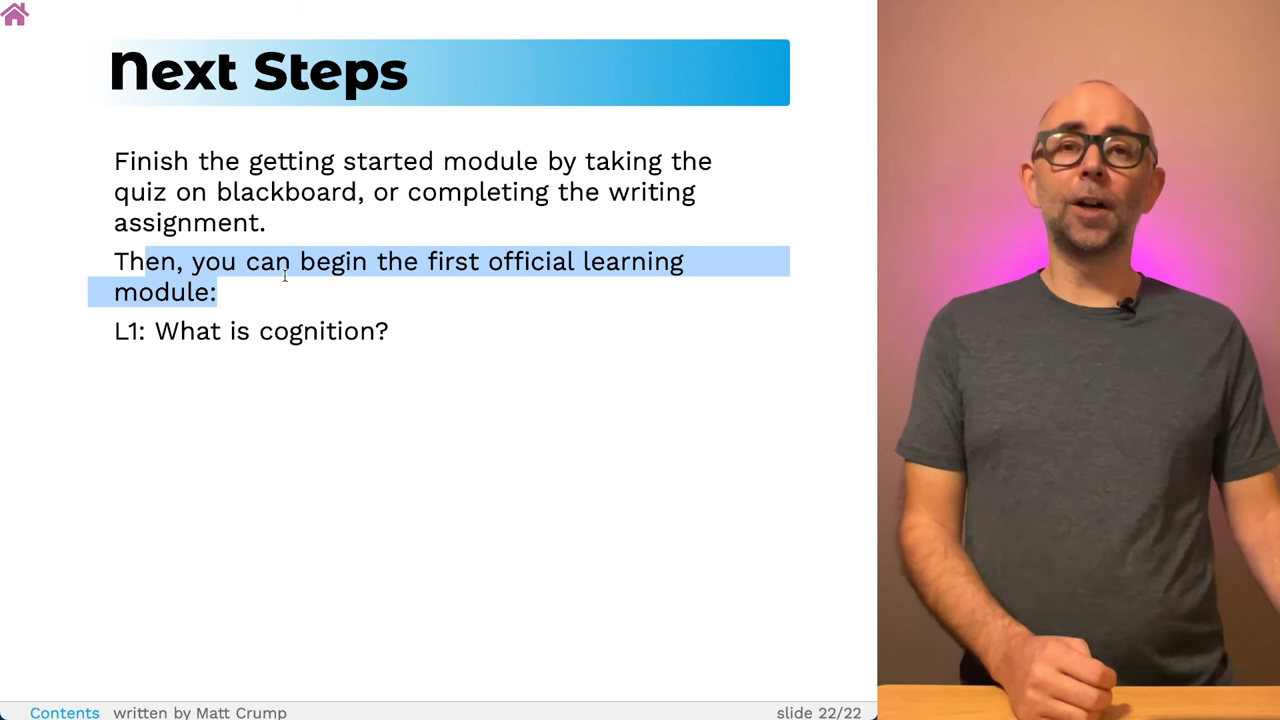 Next Steps
Finish the getting started module by taking the
quiz on blackboard, or completing the writing
assignment.
Then, you can begin the first official learning
module:
L1: What is cognition?
Contents written by Matt Crump slide 22/22